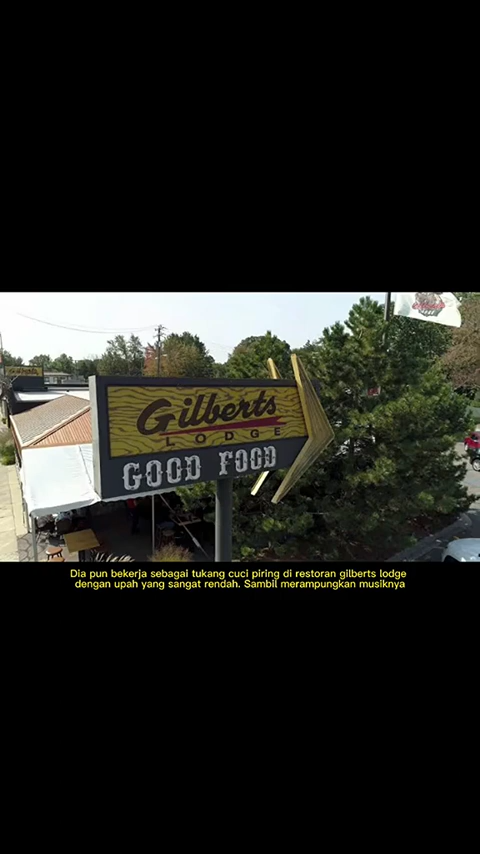 Gilberts
LODGE
GOOD FOOD
Dia pun bekerja sebagai tukang cuci piring di restoran gilberts lodge
dengan upah yang sangat rendah. Sambil merampungkan musiknya